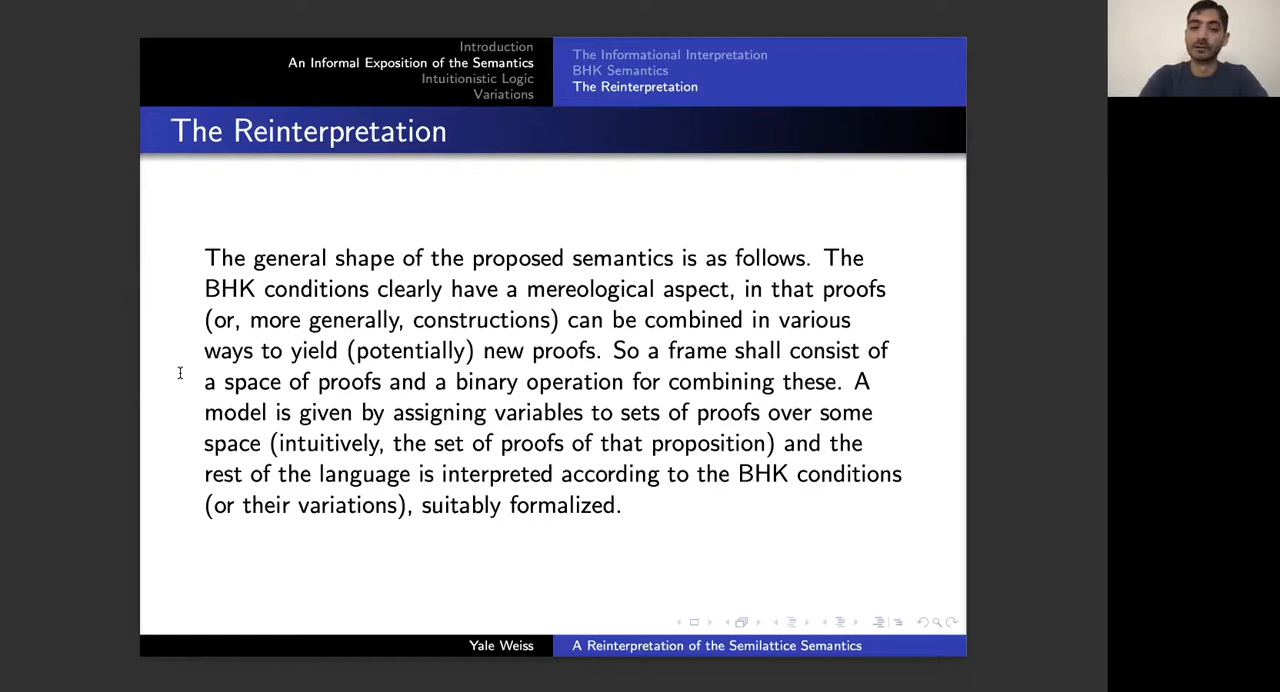 Introduction
An Informal Exposition of the Semantics
Intuitionistic Logic
Variations
The Informational Interpretation
BHK Semantics
The Reinterpretation
The Reinterpretation
The general shape of the proposed semantics is as follows. The
BHK conditions clearly have a mereological aspect, in that proofs
(or, more generally, constructions) can be combined in various
ways to yield (potentially) new proofs. So a frame shall consist of
a space of proofs and a binary operation for combining these. A
model is given by assigning variables to sets of proofs over some
space (intuitively, the set of proofs of that proposition) and the
rest of the language is interpreted according to the BHK conditions
(or their variations), suitably formalized.
Yale Weiss
A Reinterpretation of the Semilattice Semantics